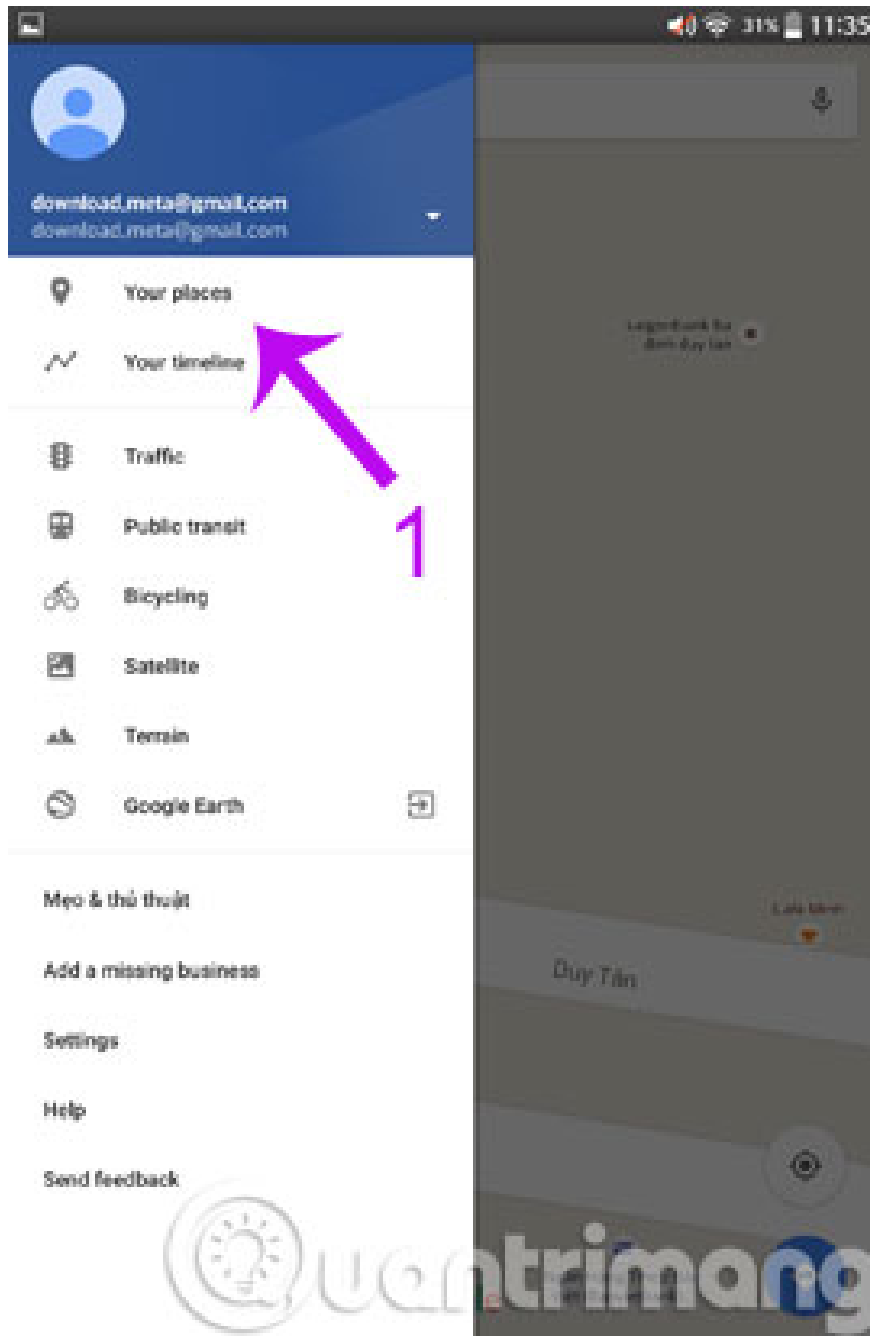 31% 11:35
download.meta@gmail.com
download.meta@gmail.com
Your places
Your timeline
Traffic
1
Public transit
Bicycling
Satellite
Terrain
Google Earth
Mẹo & thủ thuật
Add a missing business
Duy Tân
Settings
Help
Send feedback
Quantrimang